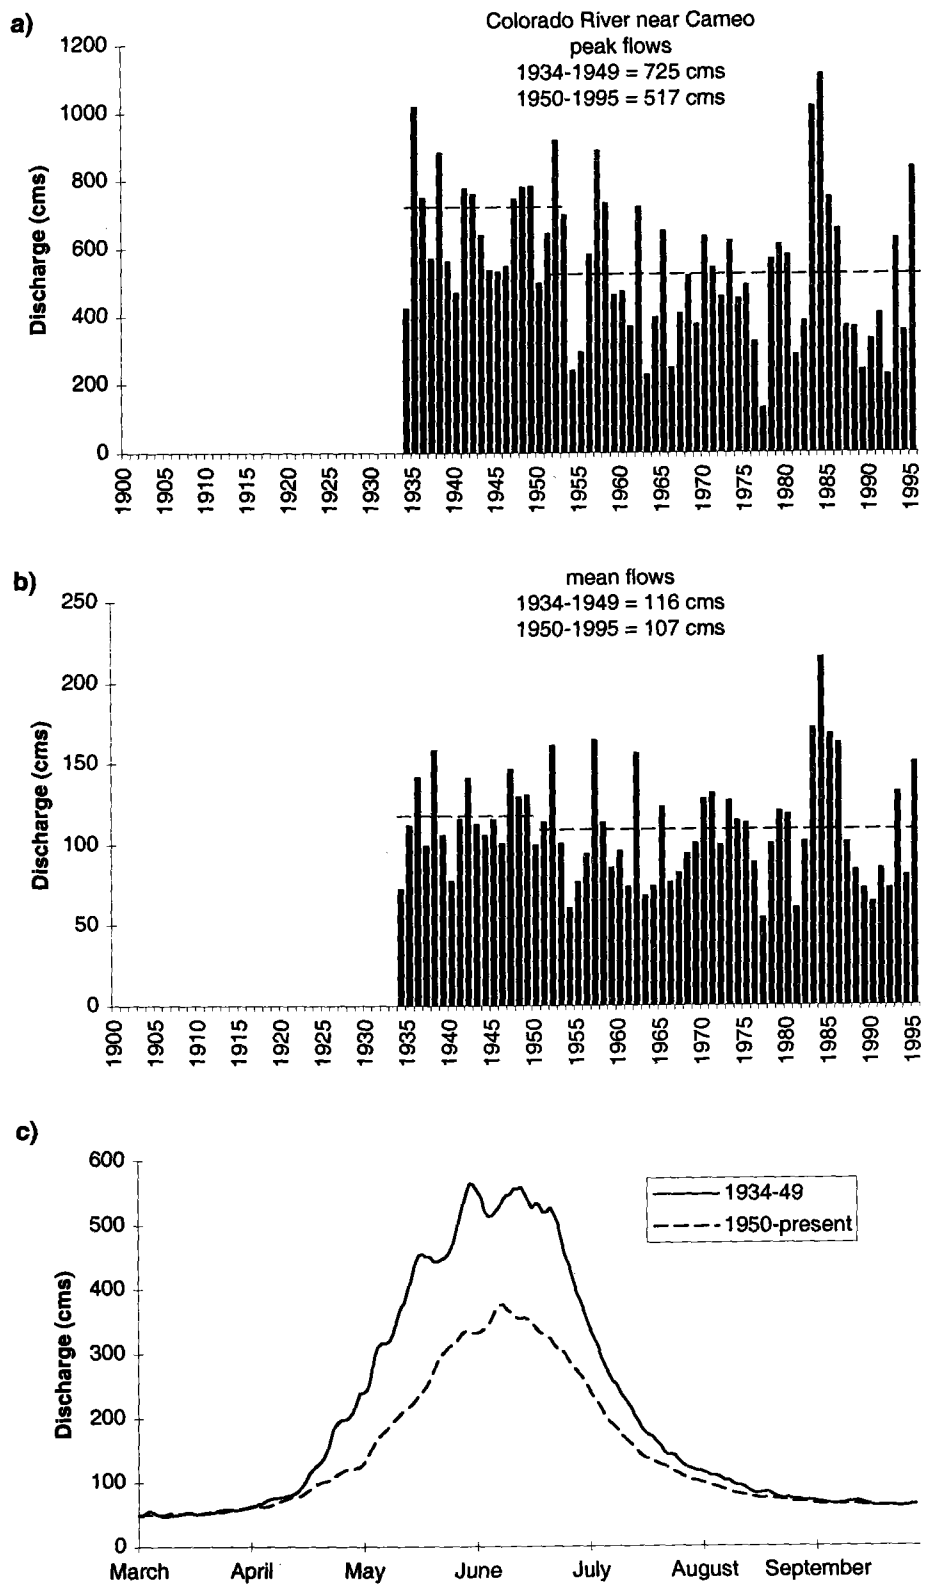 a)
Colorado River near Cameo
peak flows
1934-1949 = 725 cms
1950-1995 = 517 cms
Discharge (cms)
1200
1000
800
600
400
200
0
1900 1905 1910 1915 1920 1925 1930 1935 1940 1945 1950 1955 1960 1965 1970 1975 1980 1985 1990 1995
b)
mean flows
1934-1949 = 116 cms
1950-1995 = 107 cms
Discharge (cms)
250
200
150
100
50
0
1900 1905 1910 1915 1920 1925 1930 1935 1940 1945 1950 1955 1960 1965 1970 1975 1980 1985 1990 1995
c)
Discharge (cms)
600
500
400
300
200
100
0
1934-49
1950-present
March April May June July August September